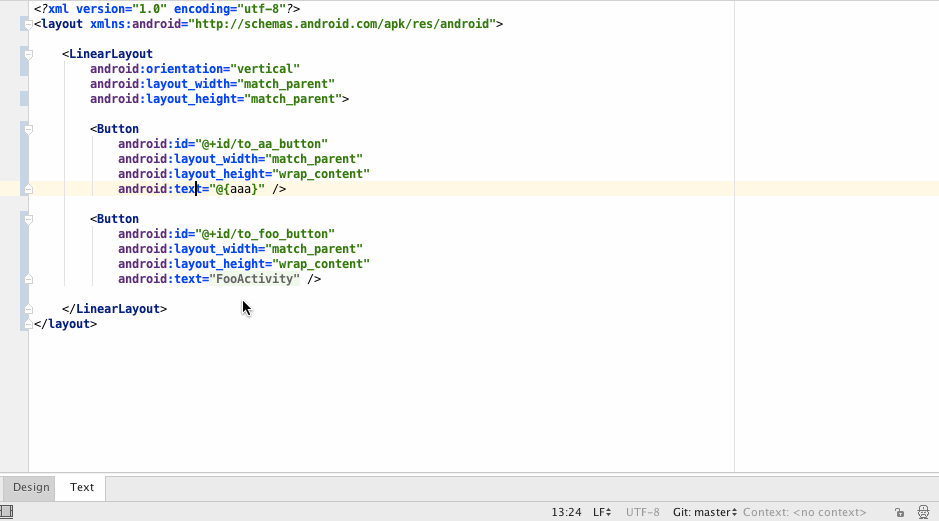 <?xml version="1.0" encoding="utf-8"?>
<layout xmlns:android="http://schemas.android.com/apk/res/android">
<LinearLayout
android:orientation="vertical"
android:layout_width="match_parent"
android:layout_height="match_parent">
<Button
android:id="@+id/to_aa_button"
android:layout_width="match_parent"
android:layout_height="wrap_content"
android:text="@{aaa}" />
<Button
android:id="@+id/to_foo_button"
android:layout_width="match_parent"
android:layout_height="wrap_content"
android:text="FooActivity" />
</LinearLayout>
</layout>
Design Text
13:24 LF UTF-8 Git: master Context: <no context>